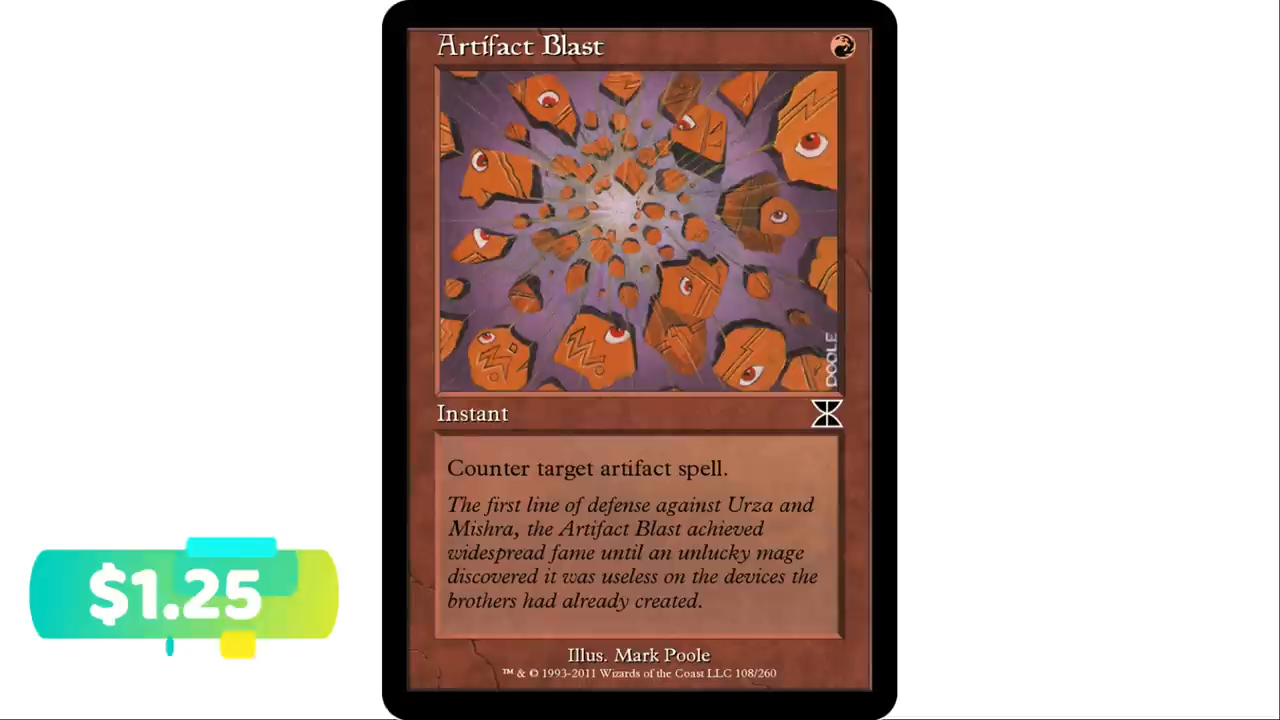 Artifact Blast
POOLE
Instant
Counter target artifact spell.
The first line of defense against Urza and
Mishra, the Artifact Blast achieved
widespread fame until an unlucky mage
discovered it was useless on the devices the
brothers had already created.
$1.25
Illus. Mark Poole
™ & © 1993-2011 Wizards of the Coast LLC 108/260